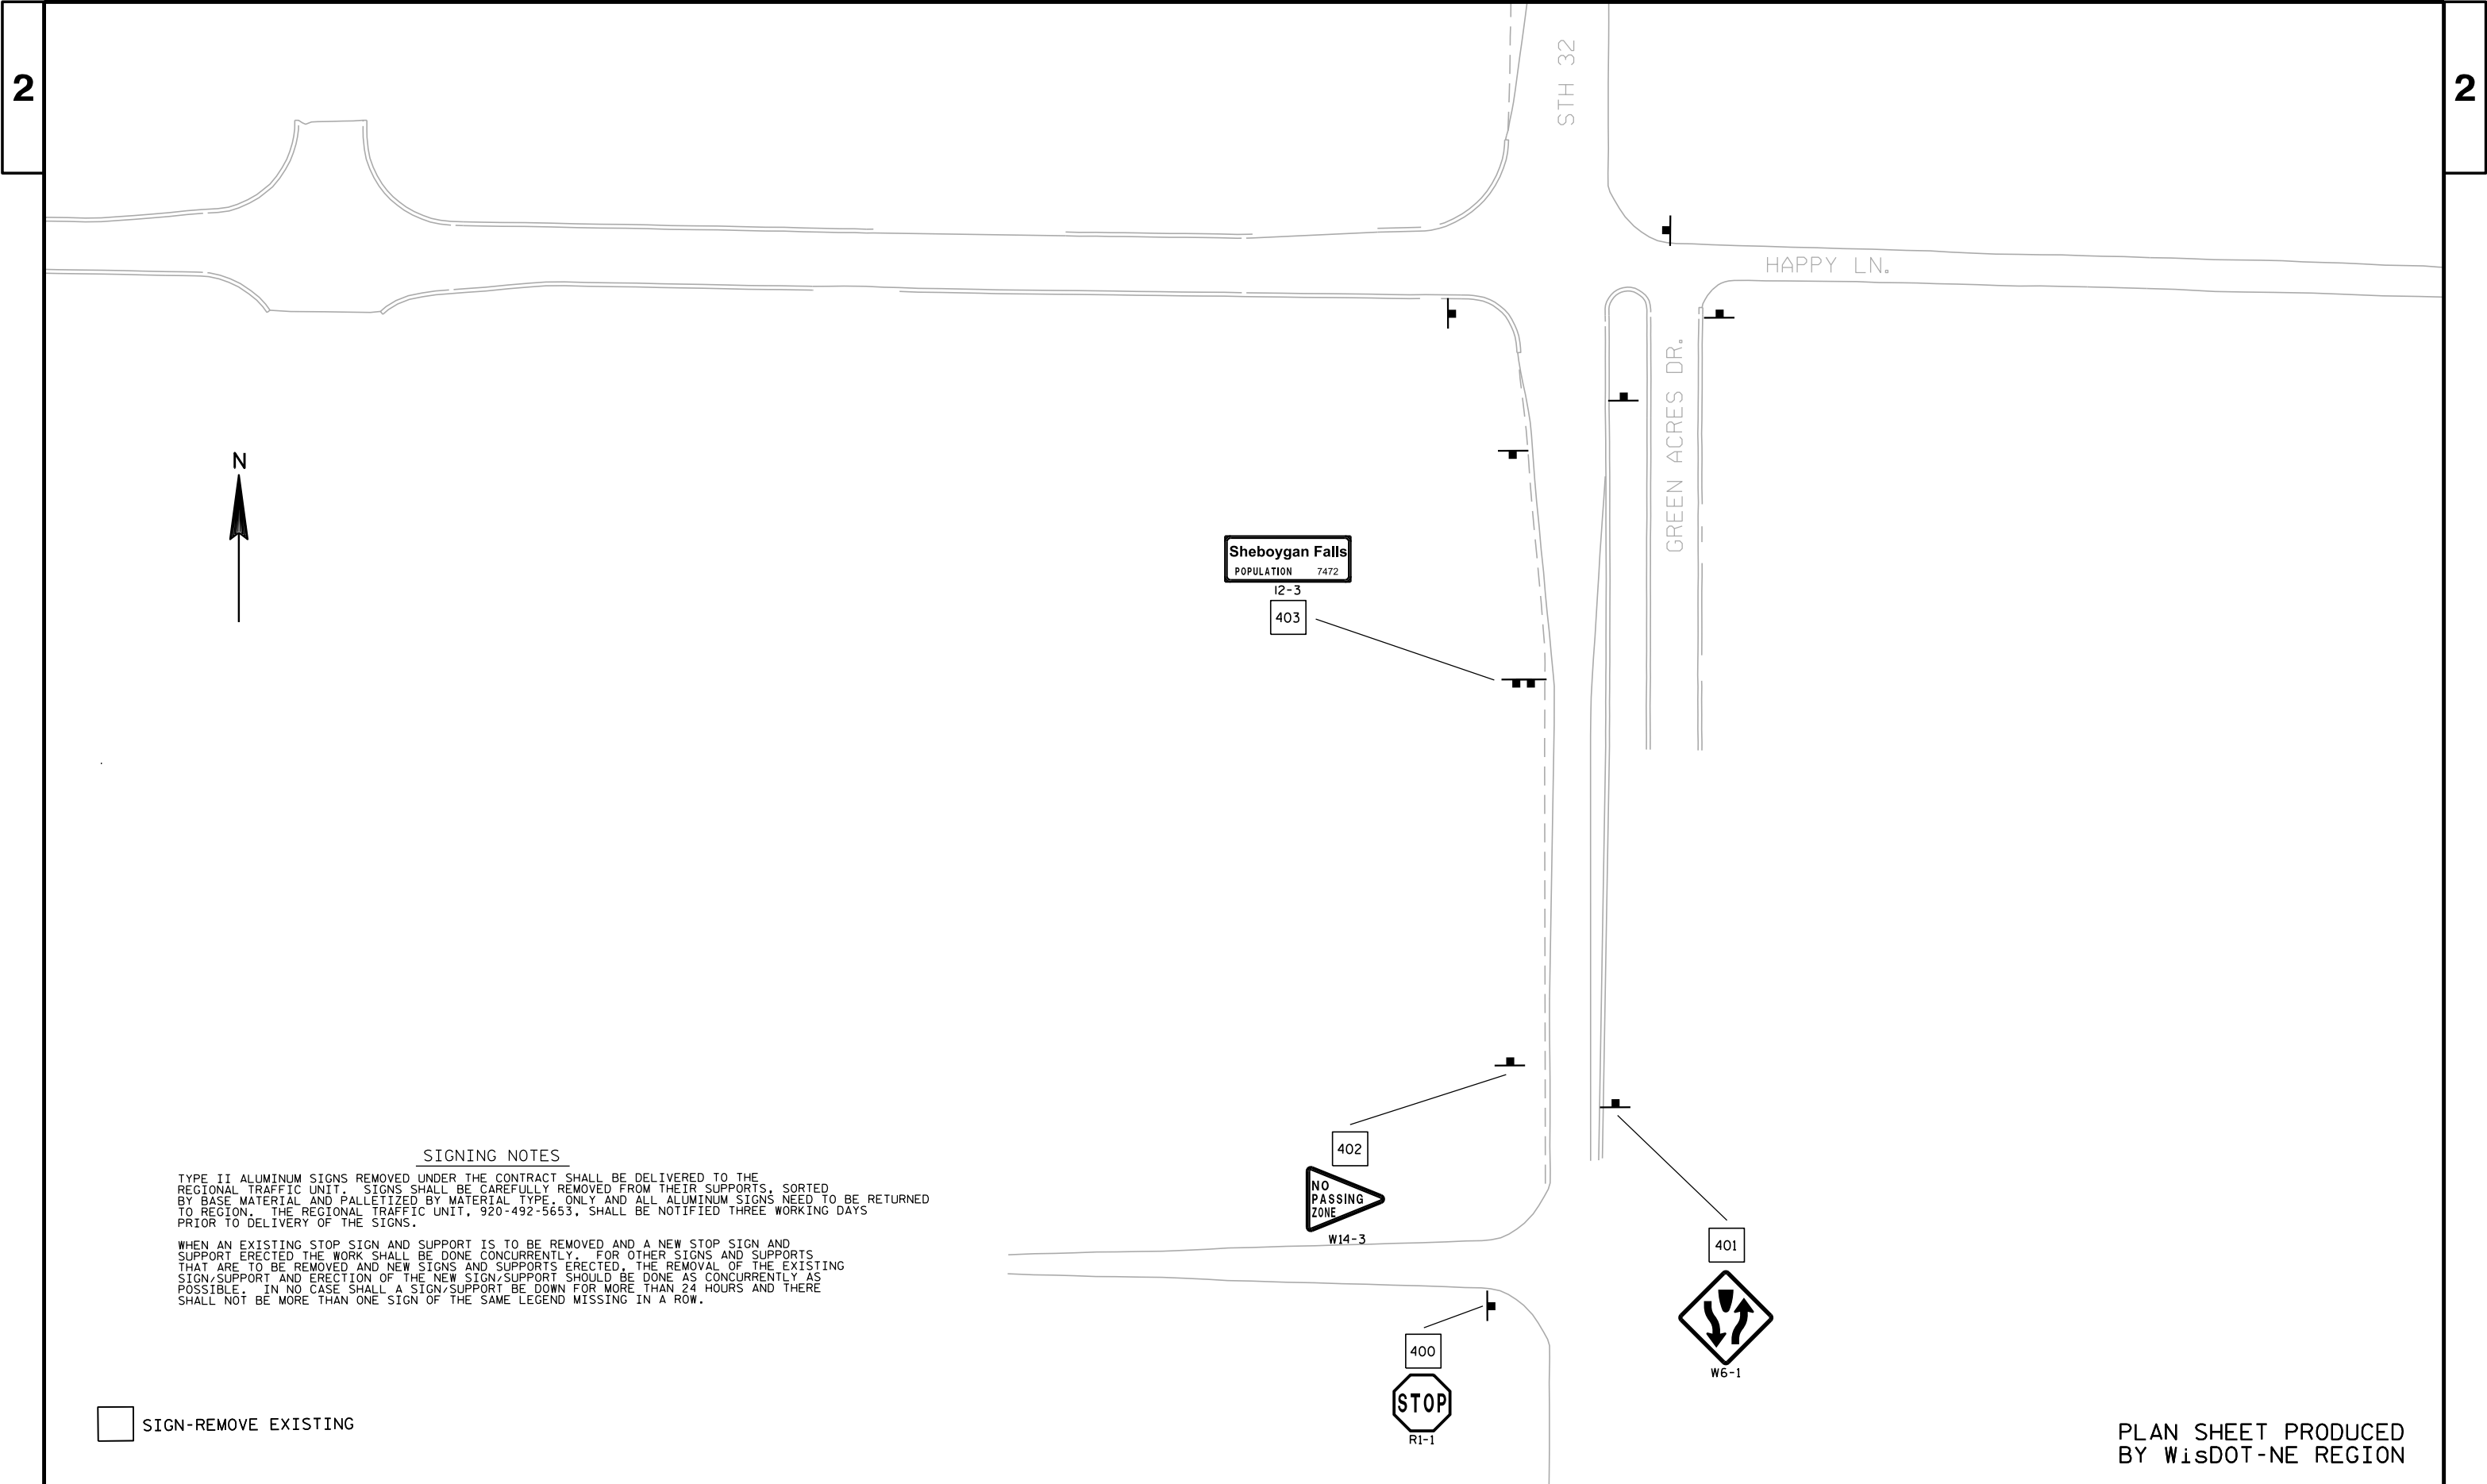 2
2
STH 32
HAPPY LN.
GREEN ACRES DR.
N
Sheboygan Falls
POPULATION 7472
I2-3
403
402
NO
PASSING
ZONE
W14-3
401
W6-1
400
STOP
R1-1
SIGNING NOTES
TYPE II ALUMINUM SIGNS REMOVED UNDER THE CONTRACT SHALL BE DELIVERED TO THE
REGIONAL TRAFFIC UNIT. SIGNS SHALL BE CAREFULLY REMOVED FROM THEIR SUPPORTS, SORTED
BY BASE MATERIAL AND PALLETIZED BY MATERIAL TYPE. ONLY AND ALL ALUMINUM SIGNS NEED TO BE RETURNED
TO REGION. THE REGIONAL TRAFFIC UNIT, 920-492-5653, SHALL BE NOTIFIED THREE WORKING DAYS
PRIOR TO DELIVERY OF THE SIGNS.
WHEN AN EXISTING STOP SIGN AND SUPPORT IS TO BE REMOVED AND A NEW STOP SIGN AND
SUPPORT ERECTED THE WORK SHALL BE DONE CONCURRENTLY. FOR OTHER SIGNS AND SUPPORTS
THAT ARE TO BE REMOVED AND NEW SIGNS AND SUPPORTS ERECTED, THE REMOVAL OF THE EXISTING
SIGN/SUPPORT AND ERECTION OF THE NEW SIGN/SUPPORT SHOULD BE DONE AS CONCURRENTLY AS
POSSIBLE. IN NO CASE SHALL A SIGN/SUPPORT BE DOWN FOR MORE THAN 24 HOURS AND THERE
SHALL NOT BE MORE THAN ONE SIGN OF THE SAME LEGEND MISSING IN A ROW.
SIGN-REMOVE EXISTING
PLAN SHEET PRODUCED
BY WisDOT-NE REGION